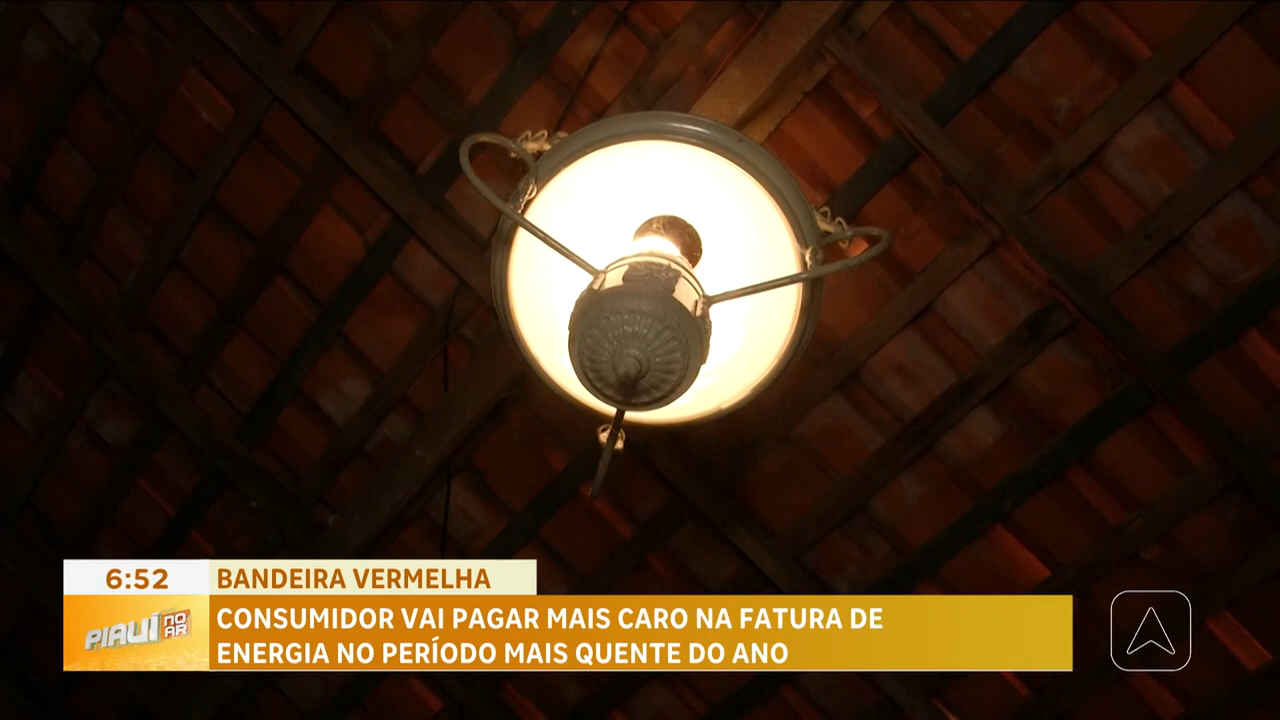 6:52
BANDEIRA VERMELHA
PIAUÍ NO AR
CONSUMIDOR VAI PAGAR MAIS CARO NA FATURA DE
ENERGIA NO PERÍODO MAIS QUENTE DO ANO